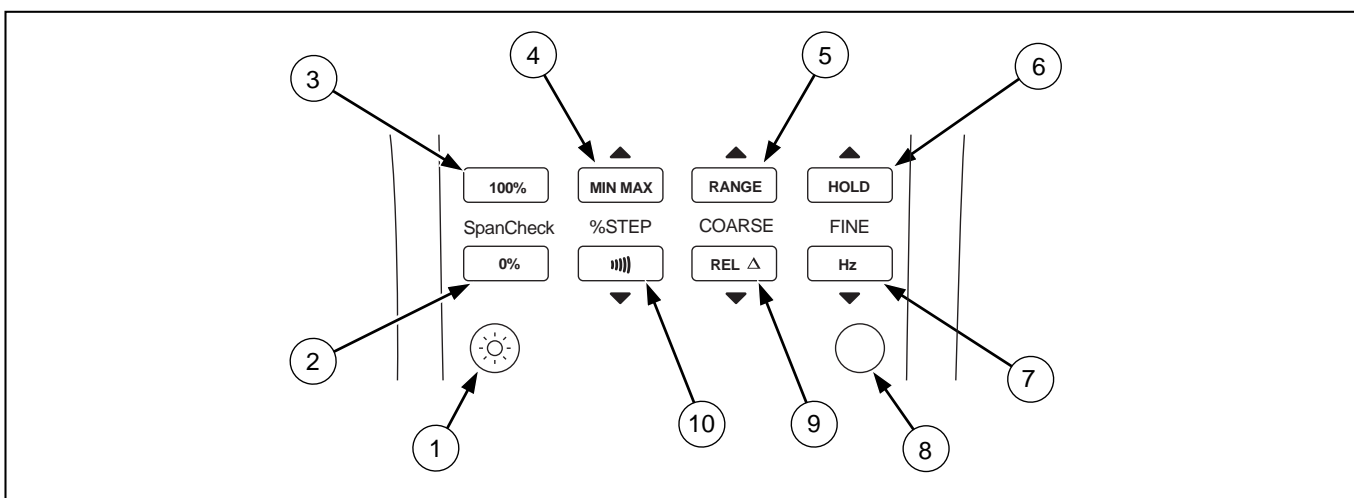 4 5
3 6
100% MIN MAX RANGE HOLD
SpanCheck %STEP COARSE FINE
0% REL Δ Hz
2 7
1 10 9 8